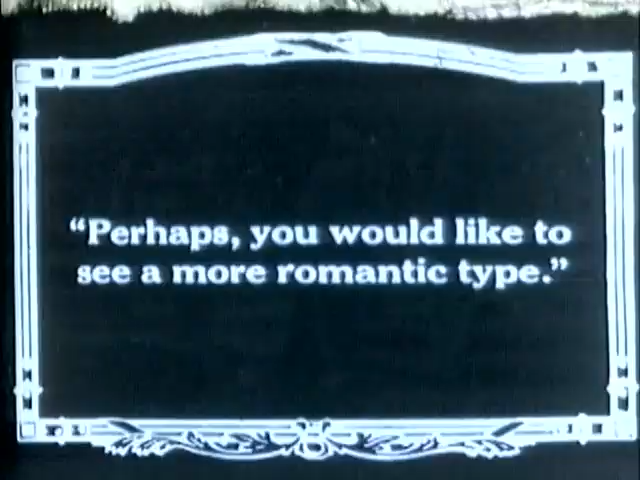 “Perhaps, you would like to
see a more romantic type.”